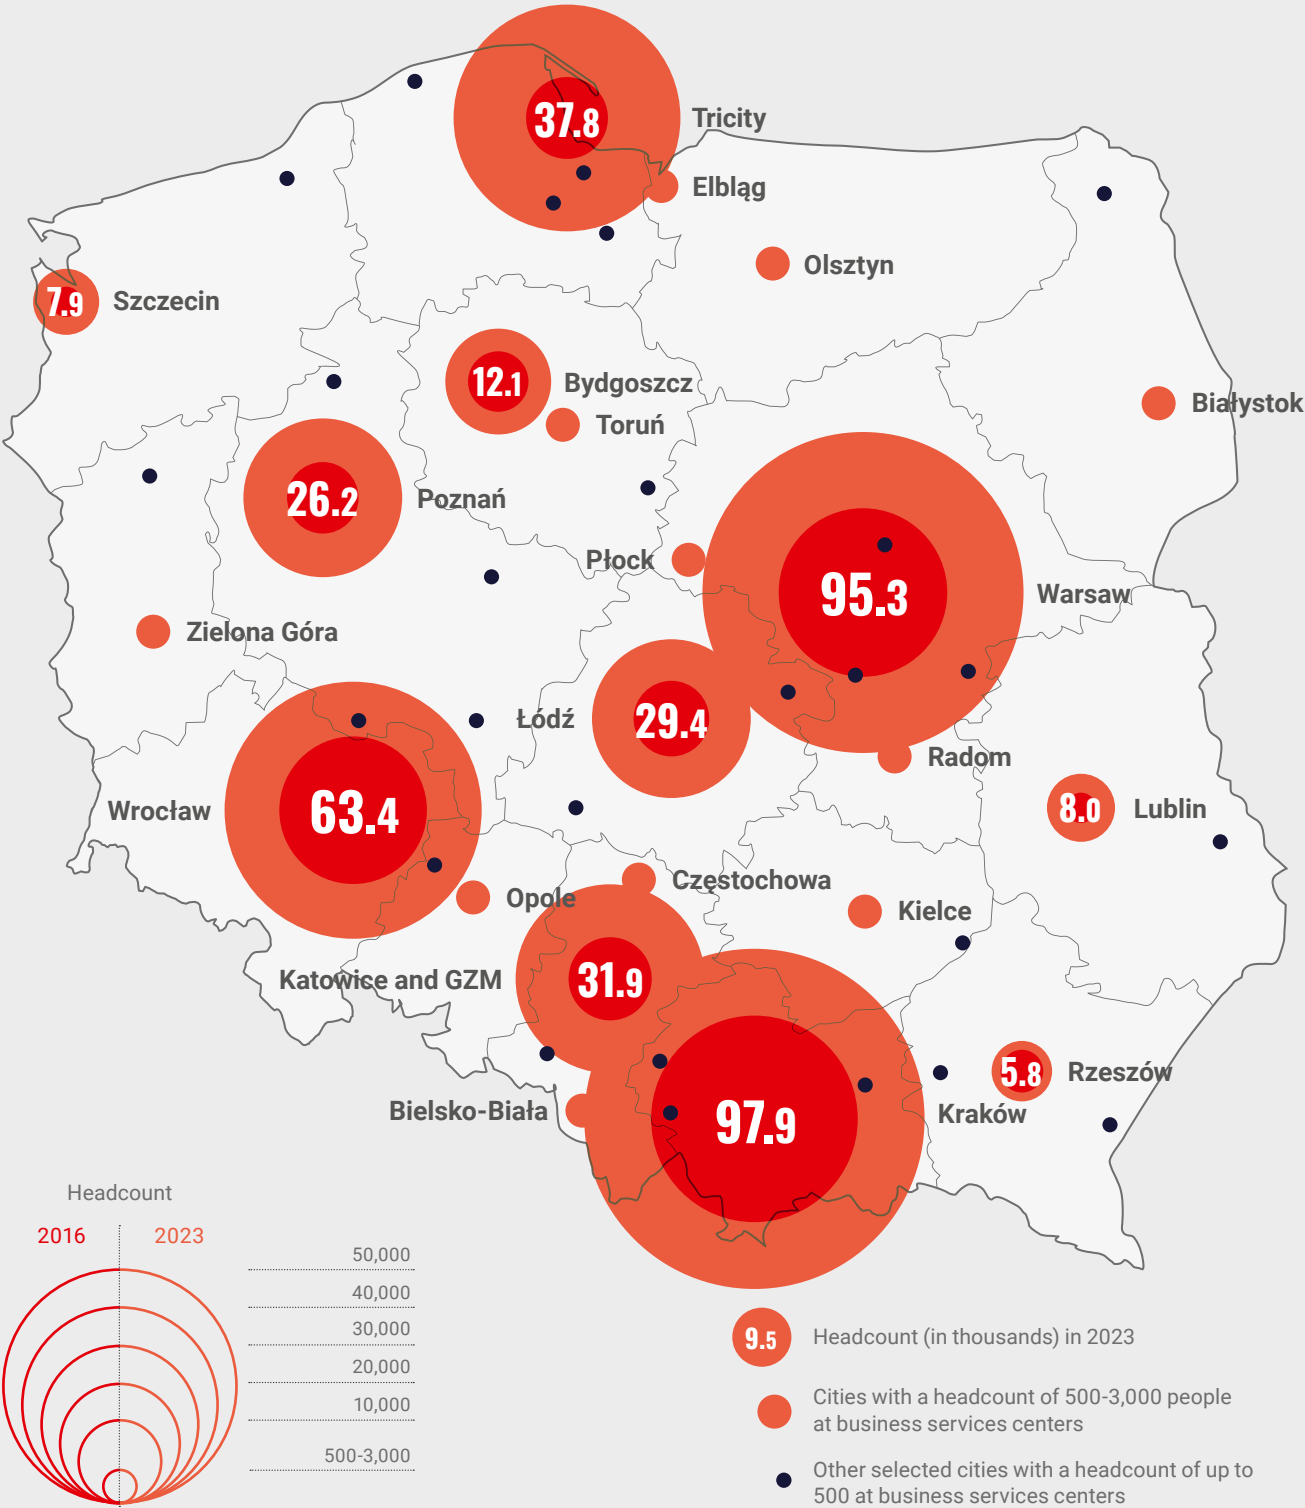 37.8
Tricity
Elbląg
Olsztyn
7.9
Szczecin
12.1
Bydgoszcz
Białystok
Toruń
26.2
Poznań
Płock
95.3
Warsaw
Zielona Góra
29.4
Łódź
Radom
63.4
Wrocław
8.0
Lublin
Częstochowa
Opole
Kielce
31.9
Katowice and GZM
5.8
Rzeszów
97.9
Kraków
Bielsko-Biała
Headcount
2016
2023
50,000
40,000
30,000
20,000
10,000
500-3,000
9.5
Headcount (in thousands) in 2023
Cities with a headcount of 500-3,000 people
at business services centers
Other selected cities with a headcount of up to
500 at business services centers